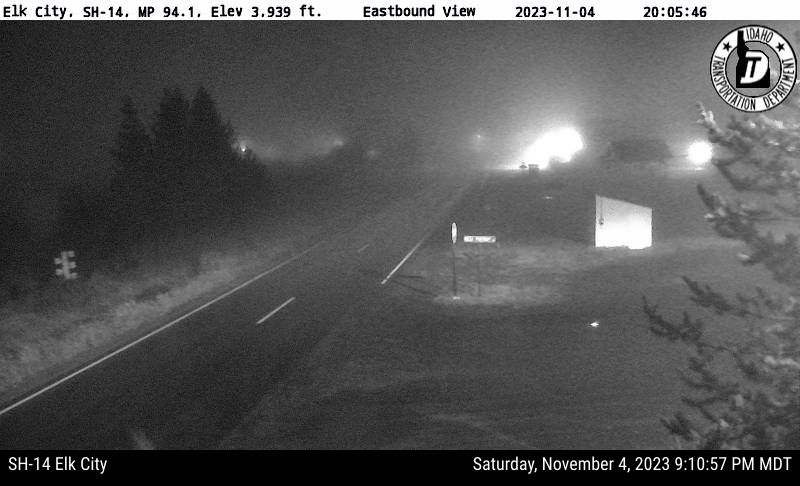 Elk City, SH-14, MP 94.1, Elev 3,939 ft. Eastbound View 2023-11-04 20:05:46
IDAHO
TRANSPORTATION DEPARTMENT
SH-14 Elk City Saturday, November 4, 2023 9:10:57 PM MDT